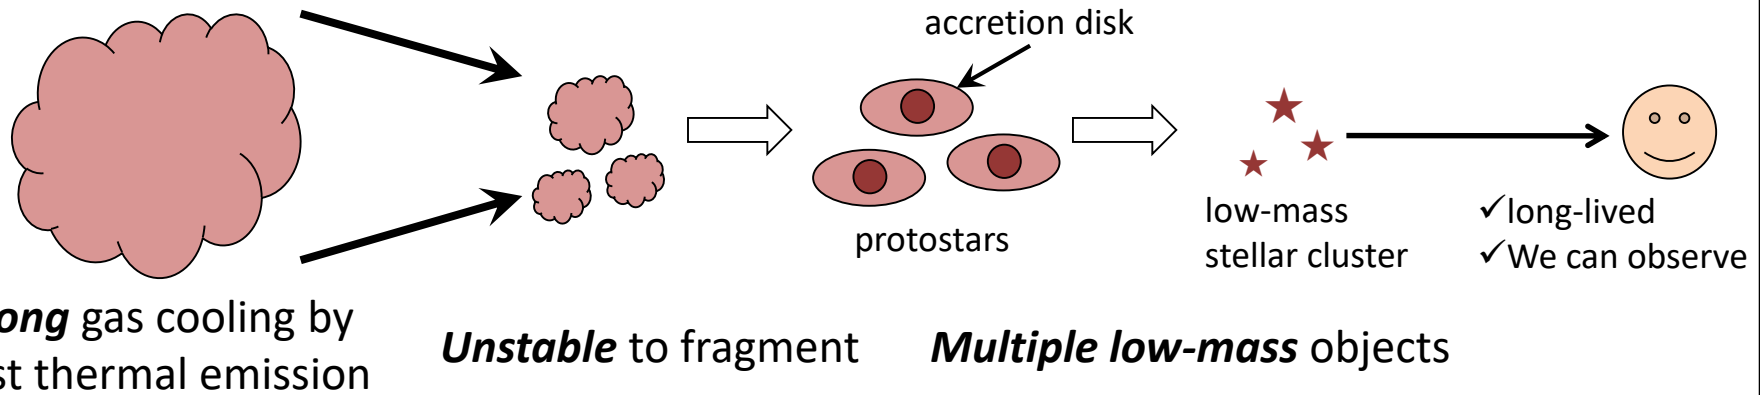 accretion disk
protostars
low-mass
stellar cluster
✓long-lived
✓We can observe
ong gas cooling by
st thermal emission
Unstable to fragment
Multiple low-mass objects